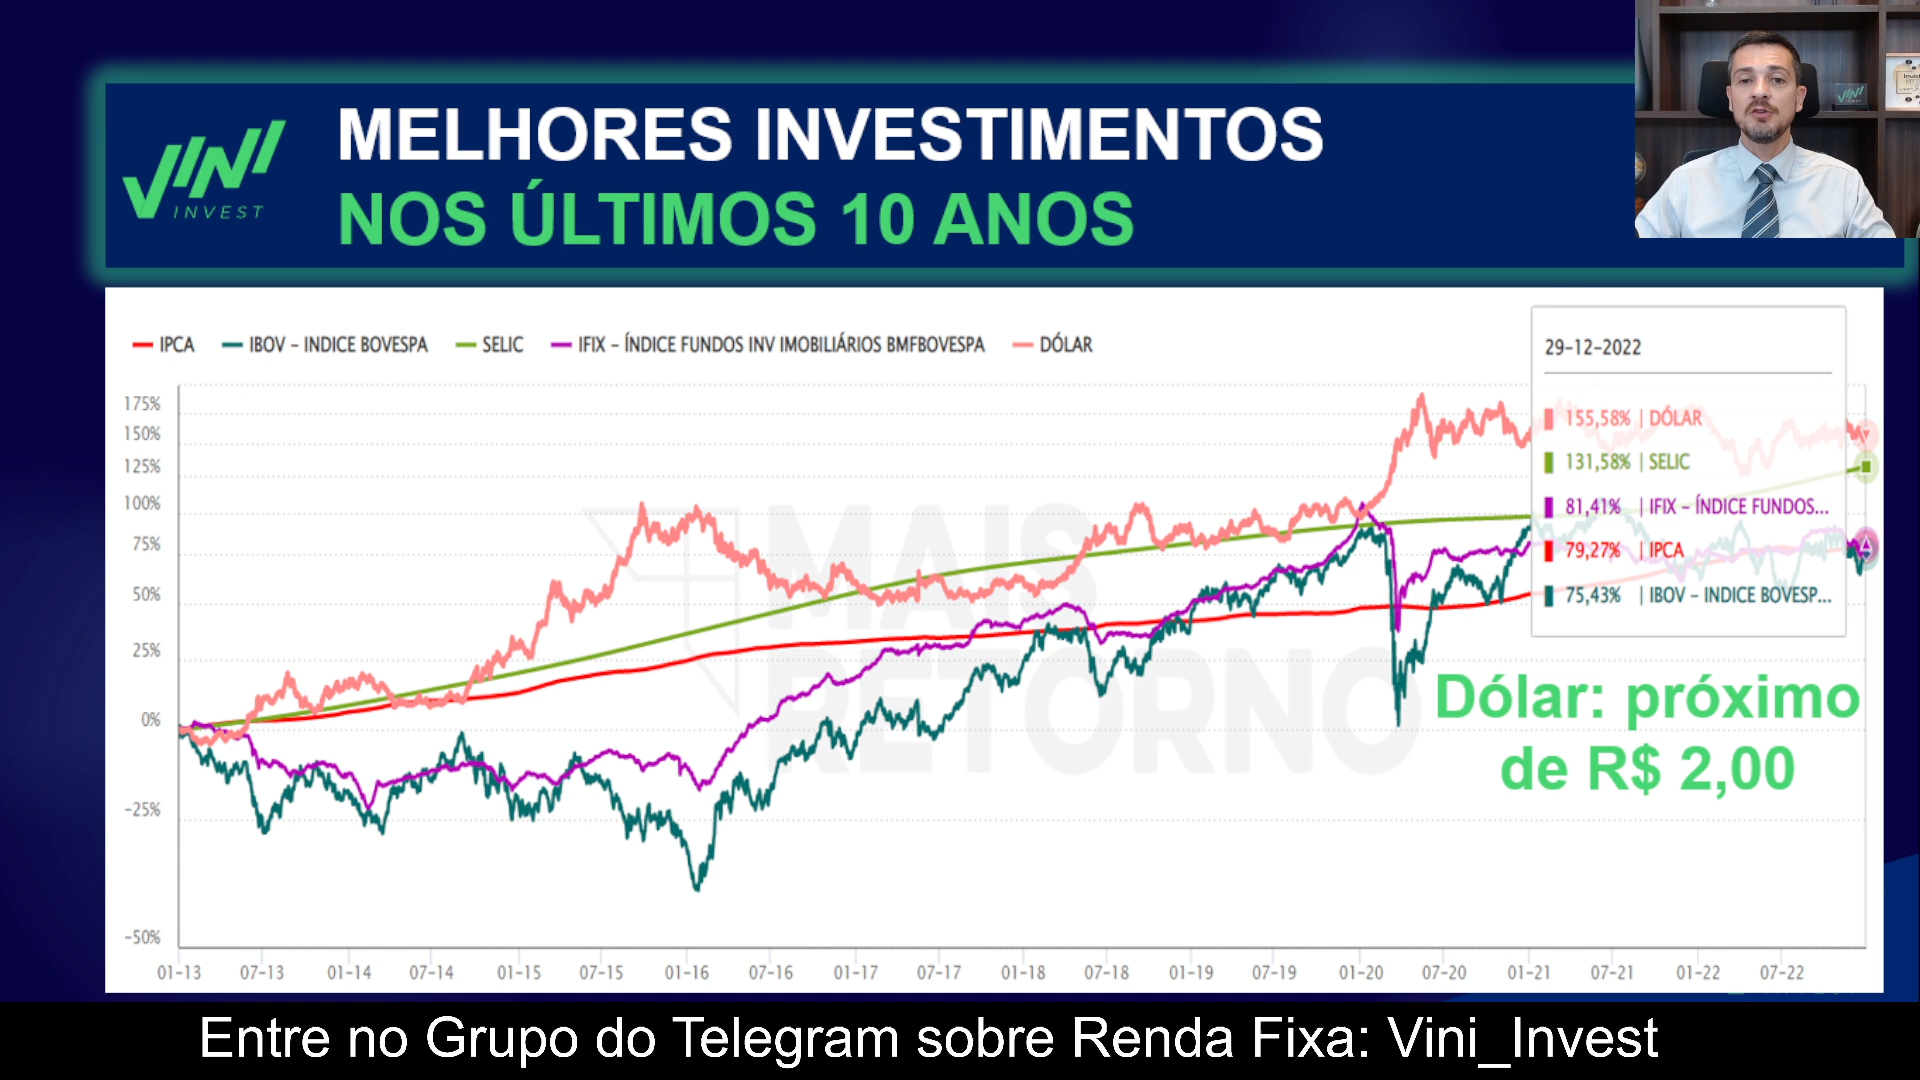 VINI
INVEST
MELHORES INVESTIMENTOS
NOS ÚLTIMOS 10 ANOS
VINI
INVEST
IPCA
IBOV - INDICE BOVESPA
SELIC
IFIX - ÍNDICE FUNDOS INV IMOBILIÁRIOS BMFBOVESPA
DÓLAR
29-12-2022
155,58% | DÓLAR
131,58% | SELIC
81,41% | IFIX - ÍNDICE FUNDOS...
79,27% | IPCA
75,43% | IBOV - INDICE BOVESP...
175%
150%
125%
100%
75%
50%
25%
0%
-25%
-50%
MAIS
RETORNO
Dólar: próximo
de R$ 2,00
01-13 07-13 01-14 07-14 01-15 07-15 01-16 07-16 01-17 07-17 01-18 07-18 01-19 07-19 01-20 07-20 01-21 07-21 01-22 07-22
Entre no Grupo do Telegram sobre Renda Fixa: Vini_Invest